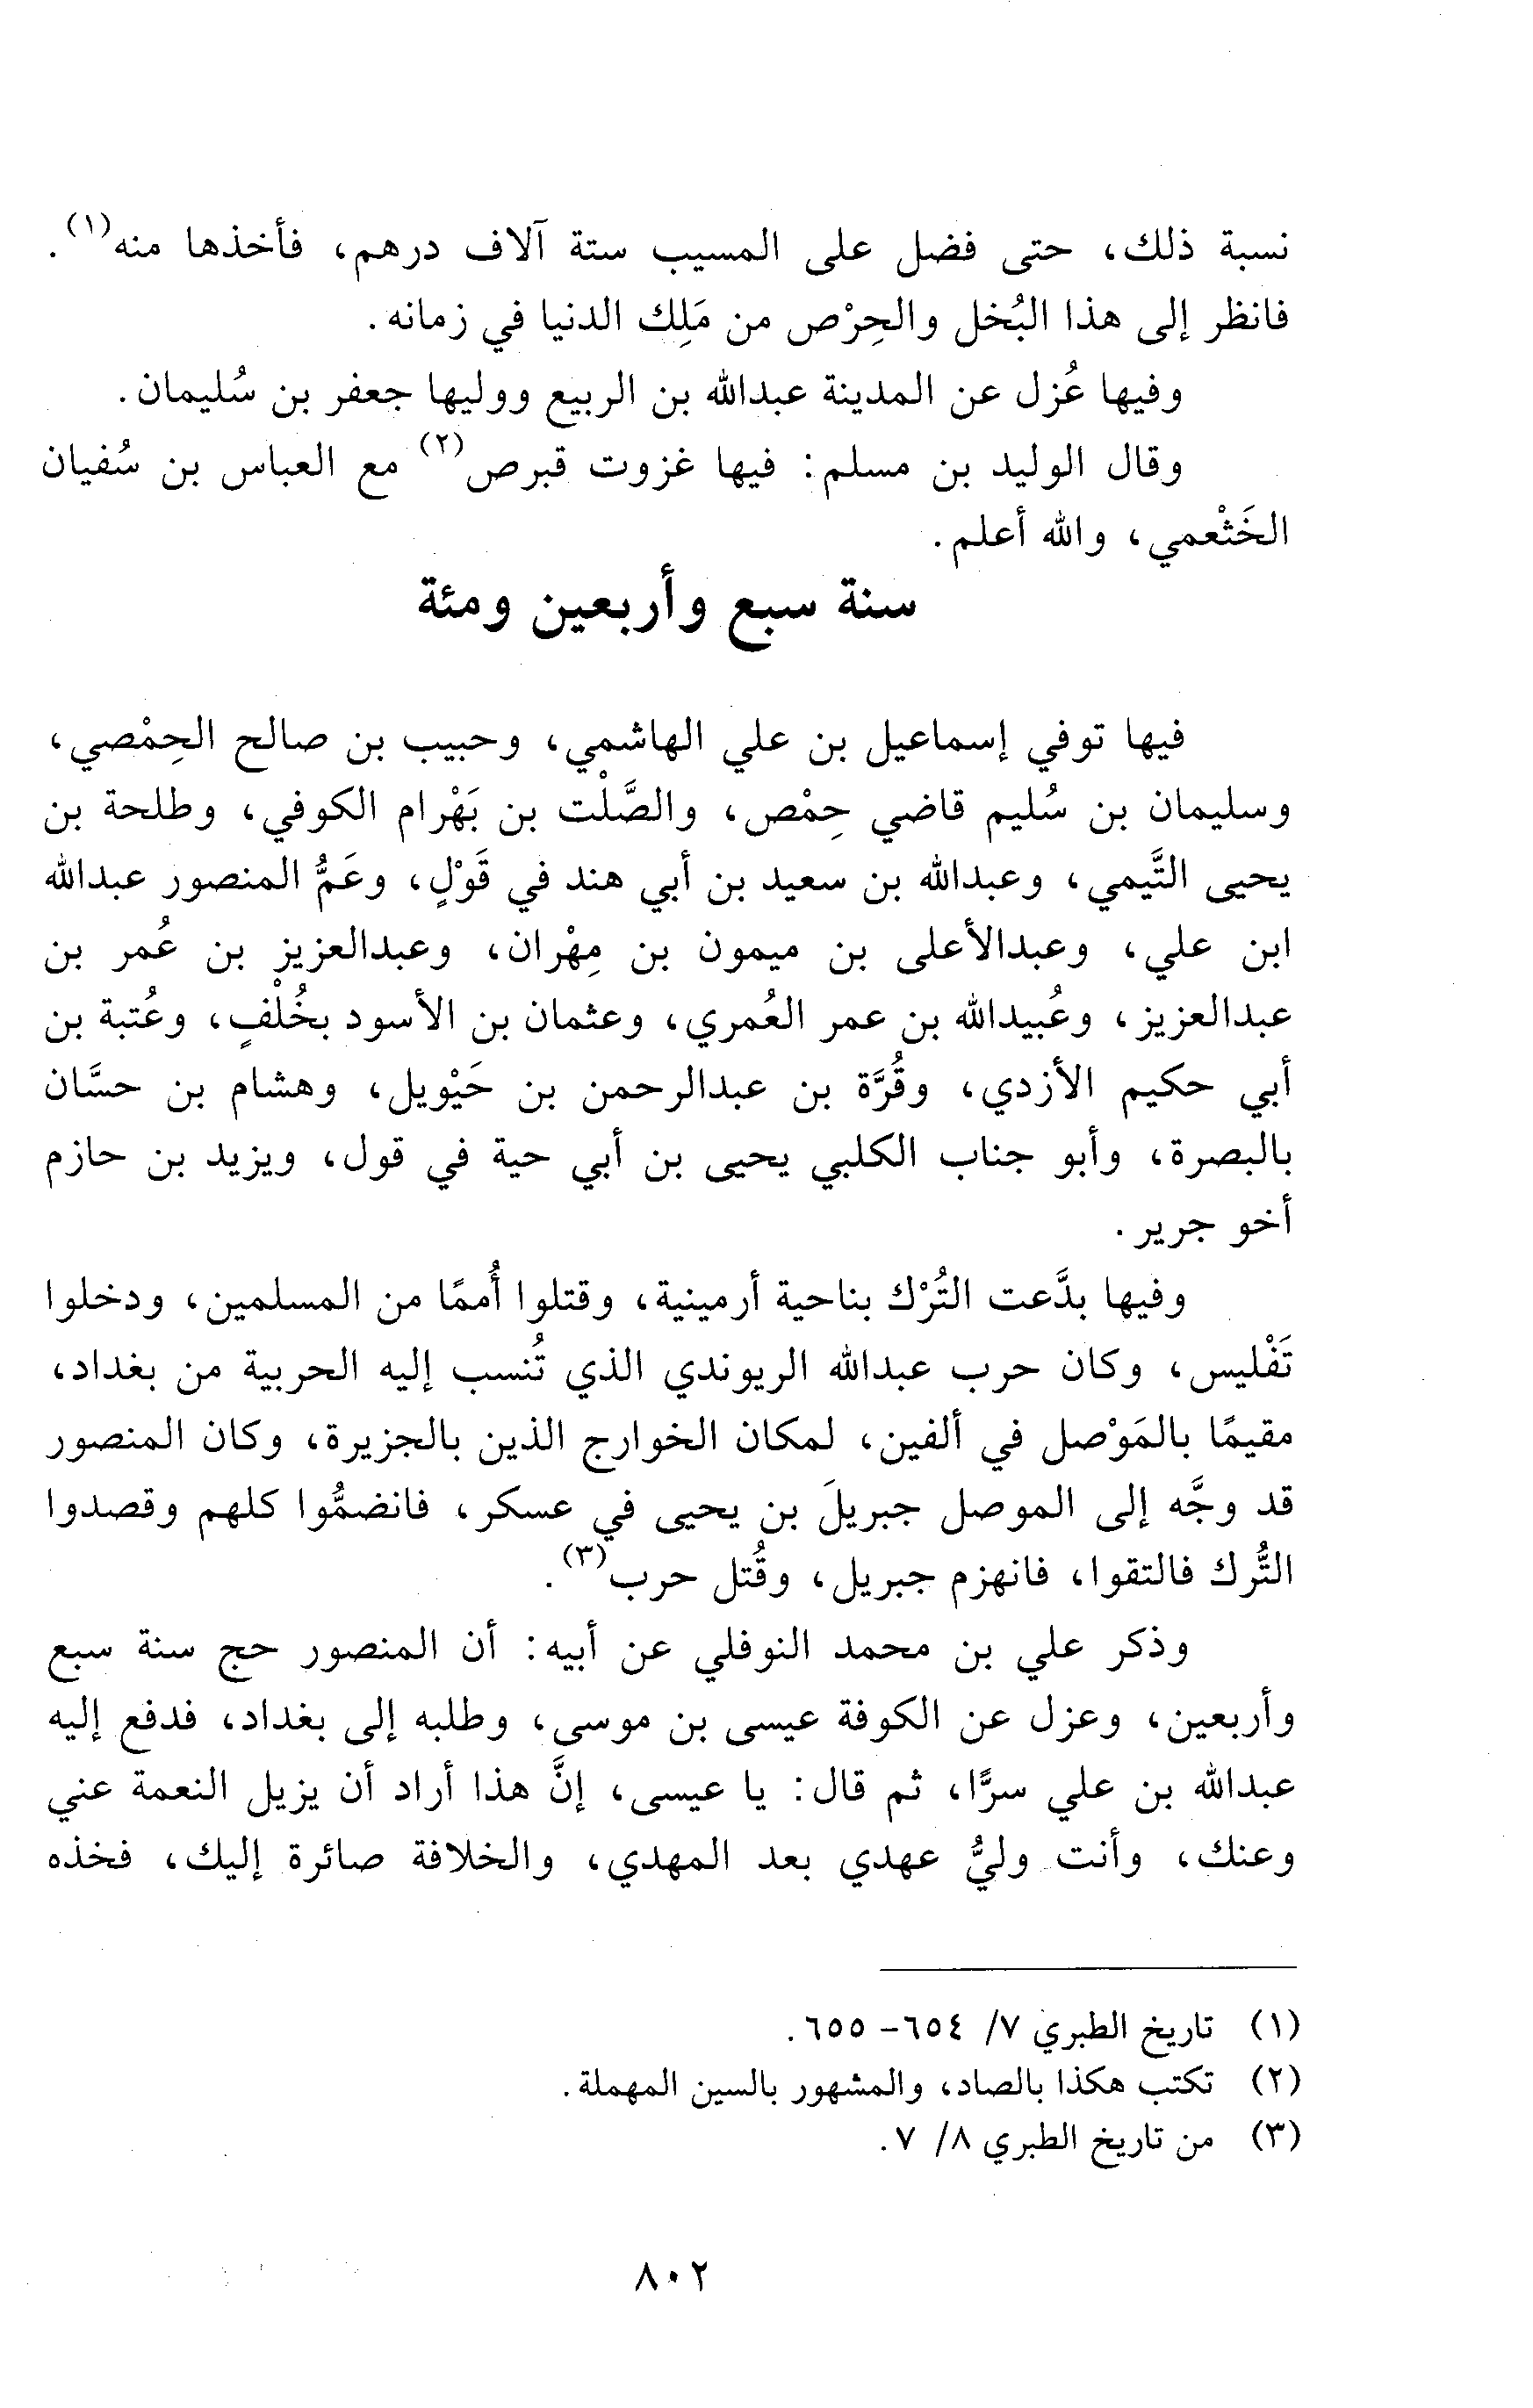 نسبة ذلك، حتى فضل على المسيب ستة آلاف درهم، فأخذها منه(١).
فانظر إلى هذا البُخل والحِرْص من مَلِك الدنيا في زمانه.
وفيها عُزل عن المدينة عبدالله بن الربيع ووليها جعفر بن سُليمان.
وقال الوليد بن مسلم: فيها غزوت قبرص(٢) مع العباس بن سُفيان
الخَثْعمي، والله أعلم.
سنة سبع وأربعين ومئة
فيها توفي إسماعيل بن علي الهاشمي، وحبيب بن صالح الحِمْصي،
وسليمان بن سُليم قاضي حِمْص، والصَّلْت بن بَهْرام الكوفي، وطلحة بن
يحيى التَّيمي، وعبدالله بن سعيد بن أبي هند في قَوْلٍ، وعَمُّ المنصور عبدالله
ابن علي، وعبدالأعلى بن ميمون بن مِهْران، وعبدالعزيز بن عُمر بن
عبدالعزيز، وعُبيدالله بن عمر العُمري، وعثمان بن الأسود بخُلْفٍ، وعُتبة بن
أبي حكيم الأزدي، وقُرَّة بن عبدالرحمن بن حَيْويل، وهشام بن حسَّان
بالبصرة، وأبو جناب الكلبي يحيى بن أبي حية في قول، ويزيد بن حازم
أخو جرير.
وفيها بدَّعت التُرْك بناحية أرمينية، وقتلوا أُممًا من المسلمين، ودخلوا
تَفْليس، وكان حرب عبدالله الريوندي الذي تُنسب إليه الحربية من بغداد،
مقيمًا بالمَوْصل في ألفين، لمكان الخوارج الذين بالجزيرة، وكان المنصور
قد وجَّه إلى الموصل جبريلَ بن يحيى في عسكر، فانضمُّوا كلهم وقصدوا
التُّرك فالتقوا، فانهزم جبريل، وقُتل حرب(٣).
وذكر علي بن محمد النوفلي عن أبيه: أن المنصور حج سنة سبع
وأربعين، وعزل عن الكوفة عيسى بن موسى، وطلبه إلى بغداد، فدفع إليه
عبدالله بن علي سرًّا، ثم قال: يا عيسى، إنَّ هذا أراد أن يزيل النعمة عني
وعنك، وأنت وليُّ عهدي بعد المهدي، والخلافة صائرة إليك، فخذه
(١) تاريخ الطبري ٧/ ٦٥٤- ٦٥٥.
(٢) تكتب هكذا بالصاد، والمشهور بالسين المهملة.
(٣) من تاريخ الطبري ٨/ ٧.
٨٠٢